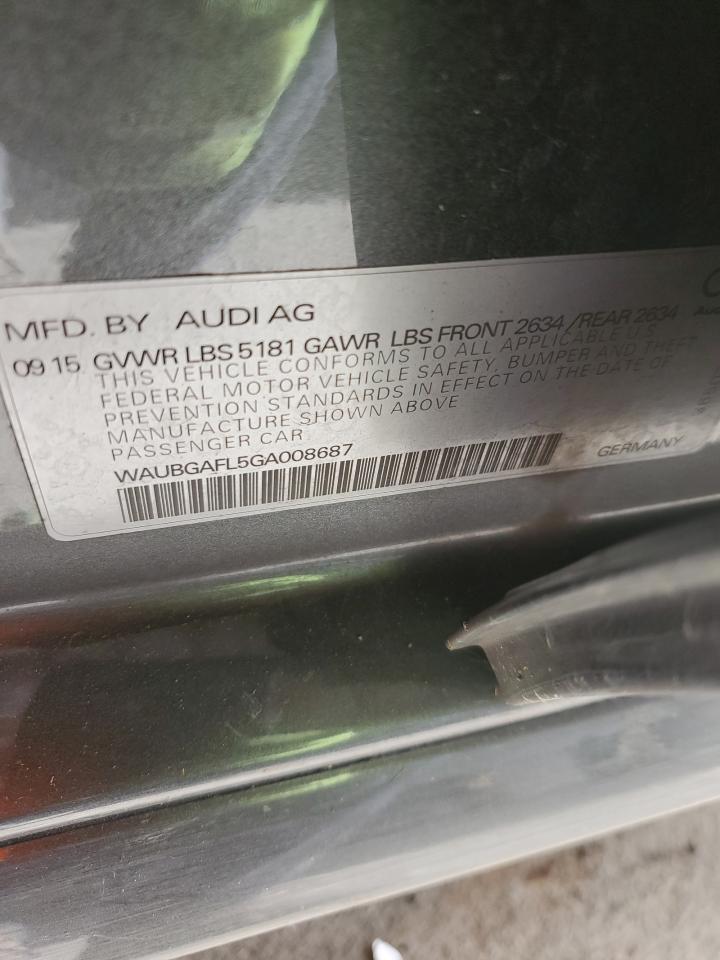 MFD. BY AUDI AG
09 15 GVWR LBS 5181 GAWR LBS FRONT 2634 / REAR 2634
THIS VEHICLE CONFORMS TO ALL APPLICABLE U.S.
FEDERAL MOTOR VEHICLE SAFETY, BUMPER AND THEFT
PREVENTION STANDARDS IN EFFECT ON THE DATE OF
MANUFACTURE SHOWN ABOVE
PASSENGER CAR
WAUBGAFL5GA008687
GERMANY